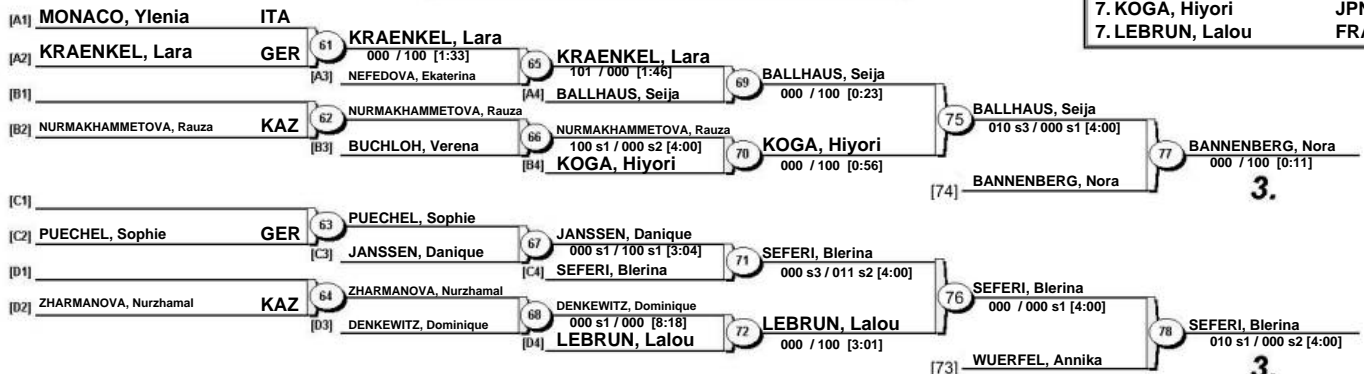 7. KOGA, Hiyori JPN
7. LEBRUN, Lalou FRA
[A1] MONACO, Ylenia ITA
61 KRAENKEL, Lara
000 / 100 [1:33]
[A2] KRAENKEL, Lara GER
[A3] NEFEDOVA, Ekaterina
65 KRAENKEL, Lara
101 / 000 [1:46]
[A4] BALLHAUS, Seija
69 BALLHAUS, Seija
000 / 100 [0:23]
[B1]
[B2] NURMAKHAMMETOVA, Rauza KAZ
62 NURMAKHAMMETOVA, Rauza
[B3] BUCHLOH, Verena
66 NURMAKHAMMETOVA, Rauza
100 s1 / 000 s2 [4:00]
[B4] KOGA, Hiyori
70 KOGA, Hiyori
000 / 100 [0:56]
75 BALLHAUS, Seija
010 s3 / 000 s1 [4:00]
[74] BANNENBERG, Nora
77 BANNENBERG, Nora
000 / 100 [0:11]
3.
[C1]
[C2] PUECHEL, Sophie GER
63 PUECHEL, Sophie
[C3] JANSSEN, Danique
67 JANSSEN, Danique
000 s1 / 100 s1 [3:04]
[C4] SEFERI, Blerina
71 SEFERI, Blerina
000 s3 / 011 s2 [4:00]
[D1]
[D2] ZHARMANOVA, Nurzhamal KAZ
64 ZHARMANOVA, Nurzhamal
[D3] DENKEWITZ, Dominique
68 DENKEWITZ, Dominique
000 s1 / 000 [8:18]
[D4] LEBRUN, Lalou
72 LEBRUN, Lalou
000 / 100 [3:01]
76 SEFERI, Blerina
000 / 000 s1 [4:00]
[73] WUERFEL, Annika
78 SEFERI, Blerina
010 s1 / 000 s2 [4:00]
3.